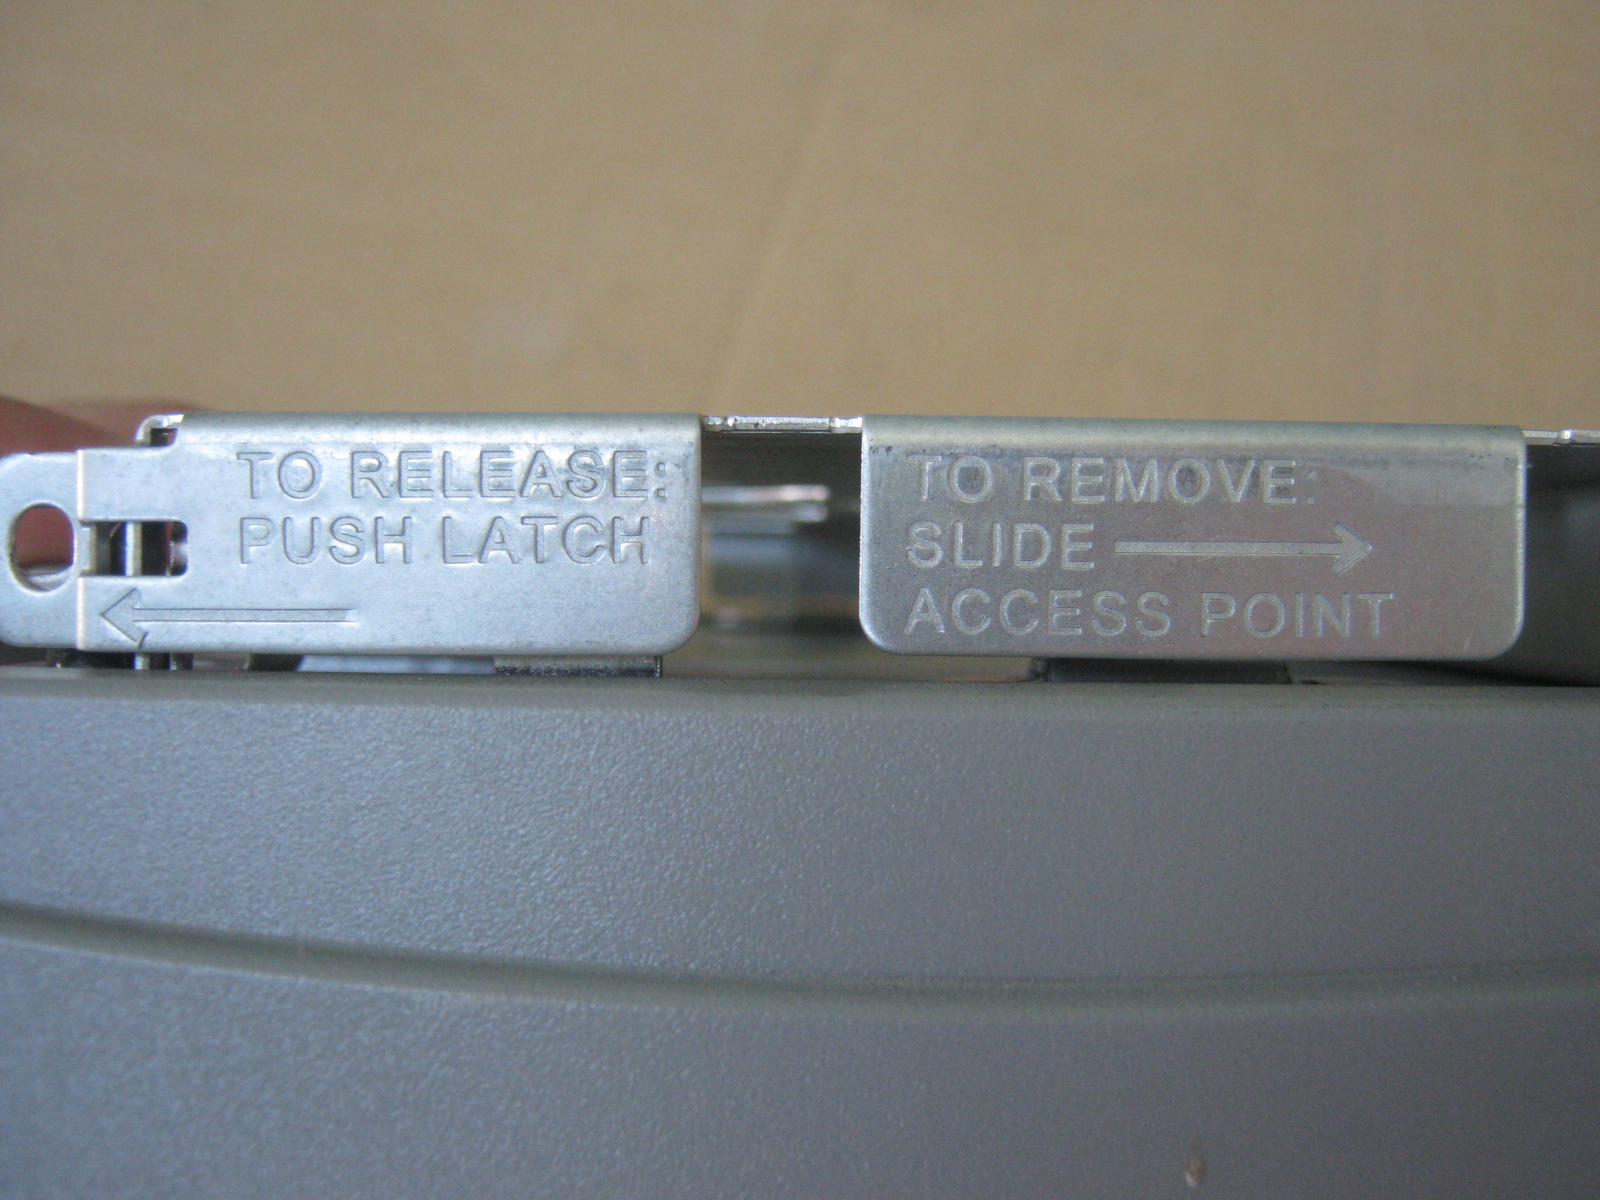 TO RELEASE:
PUSH LATCH
TO REMOVE:
SLIDE
ACCESS POINT